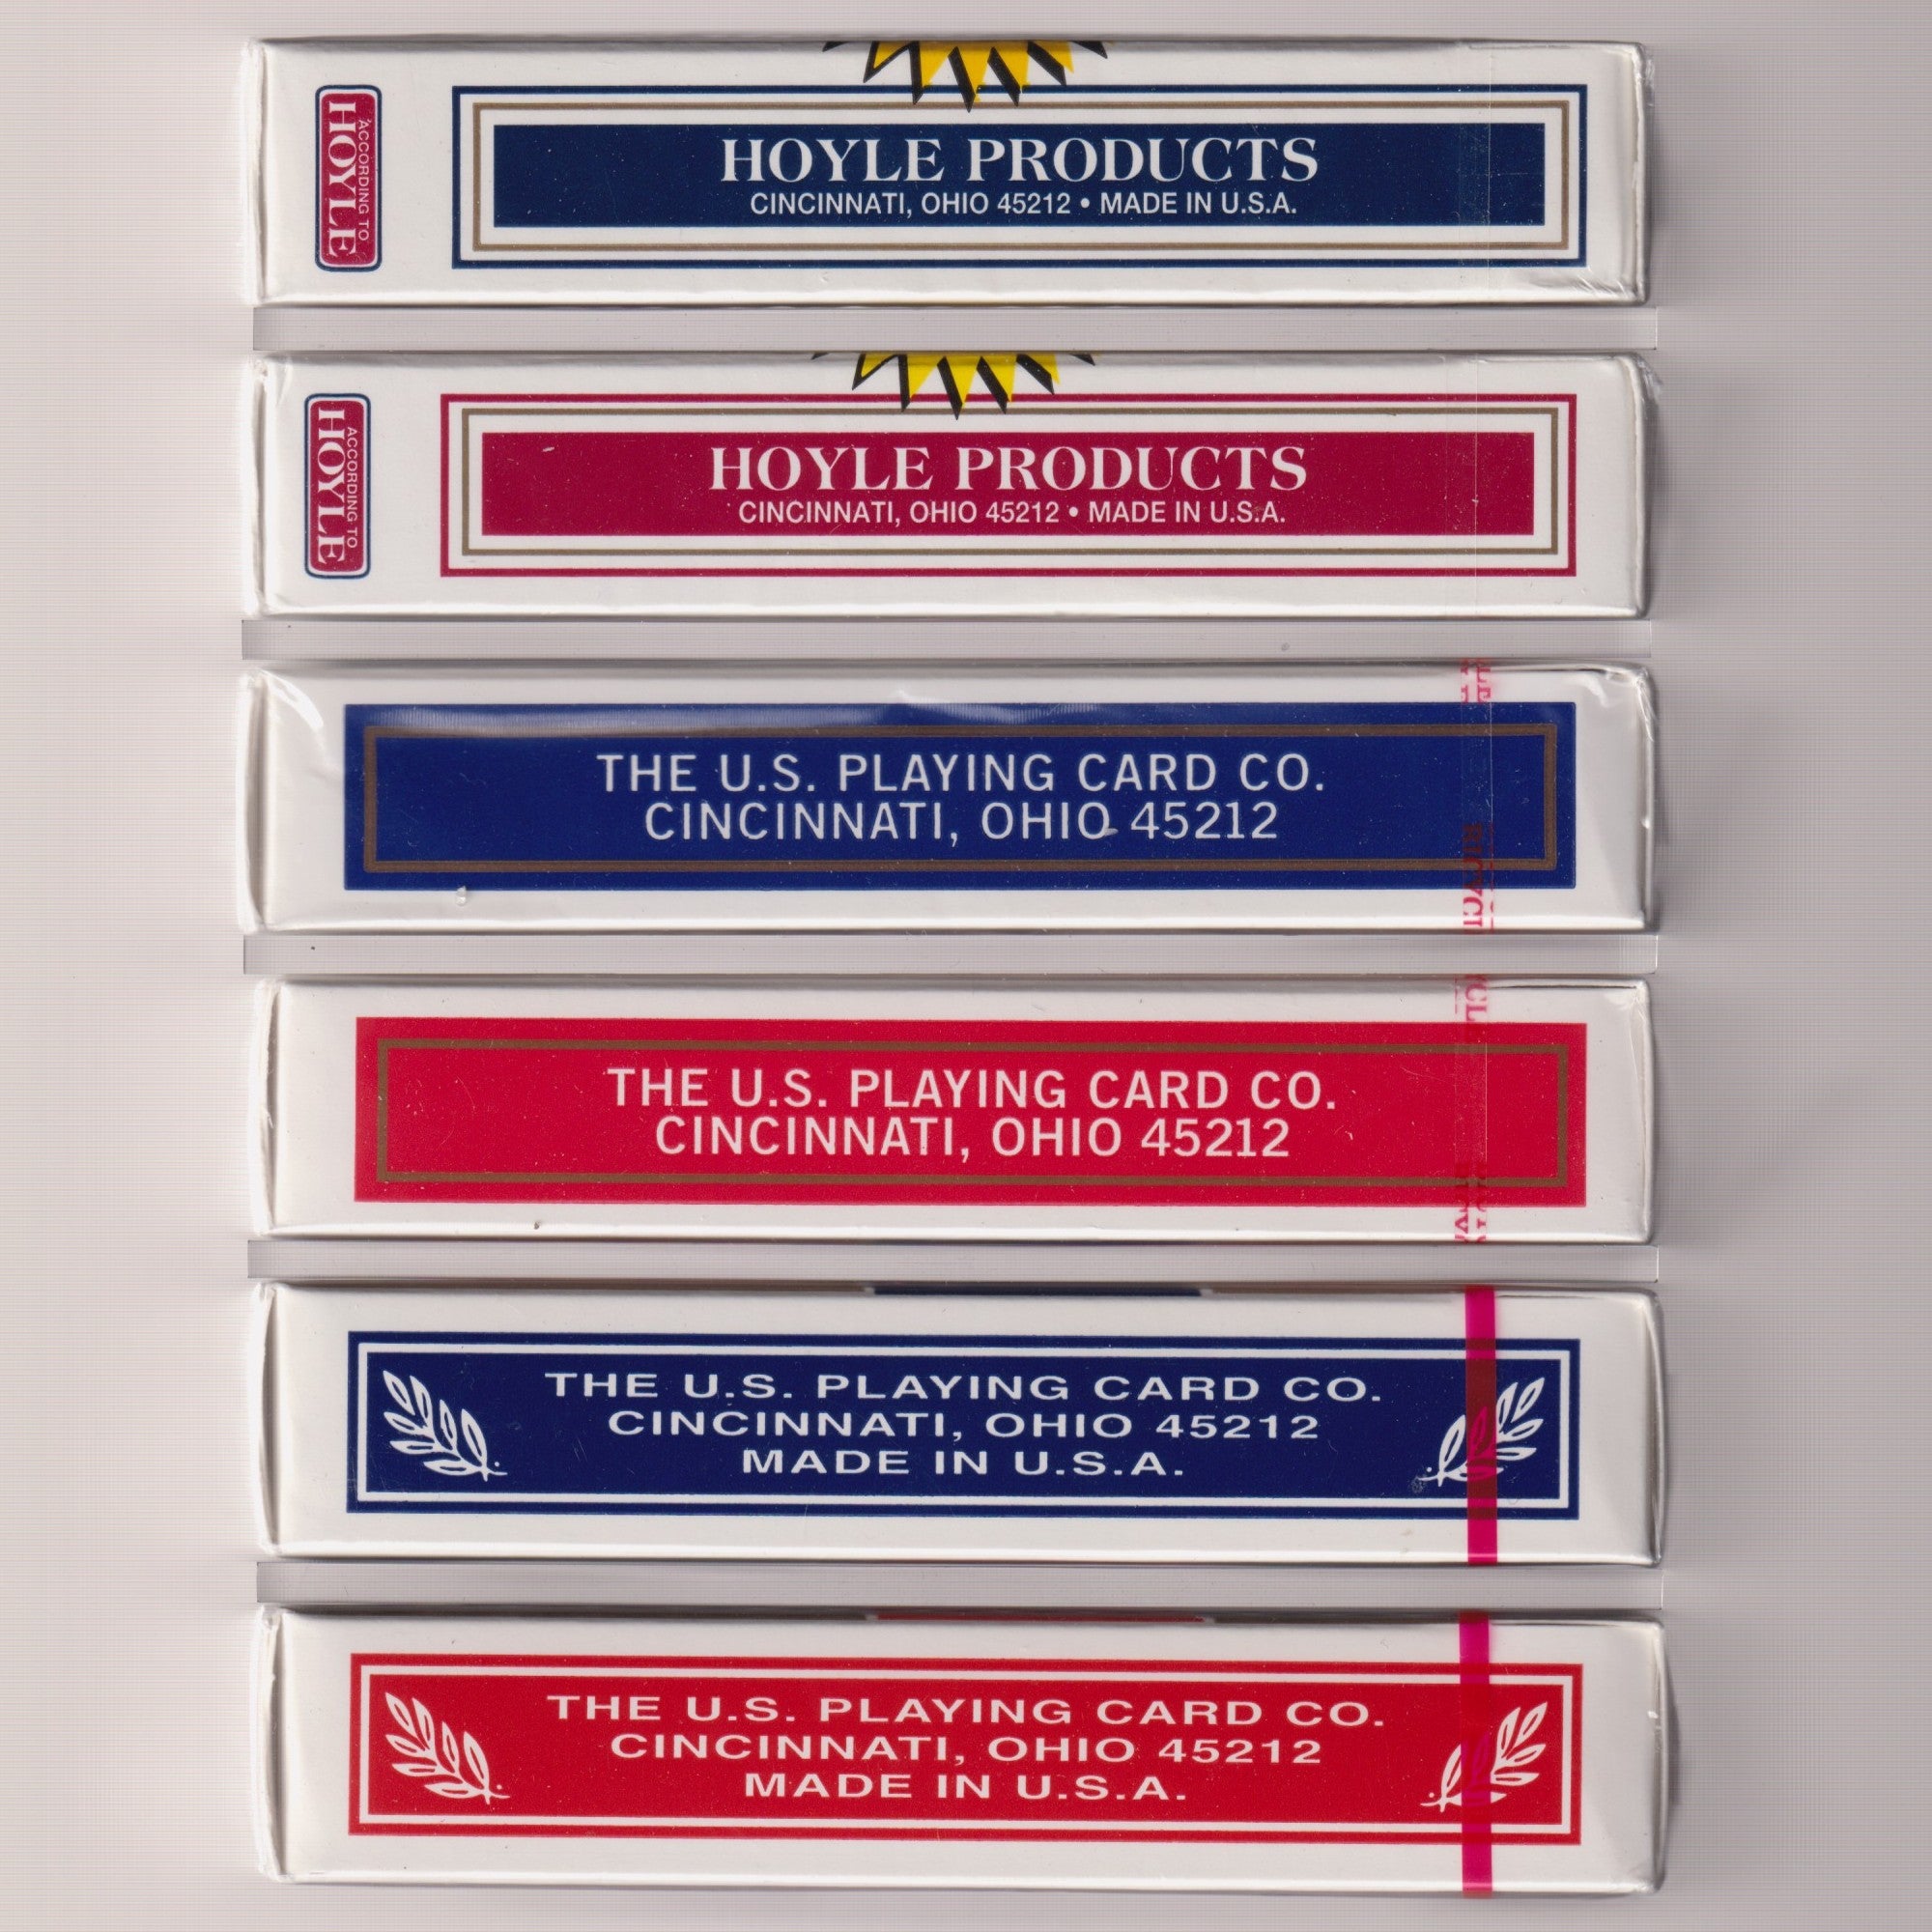 ACCORDING TO
HOYLE
HOYLE PRODUCTS
CINCINNATI, OHIO 45212 • MADE IN U.S.A.
ACCORDING TO
HOYLE
HOYLE PRODUCTS
CINCINNATI, OHIO 45212 • MADE IN U.S.A.
THE U.S. PLAYING CARD CO.
CINCINNATI, OHIO 45212
THE U.S. PLAYING CARD CO.
CINCINNATI, OHIO 45212
THE U.S. PLAYING CARD CO.
CINCINNATI, OHIO 45212
MADE IN U.S.A.
THE U.S. PLAYING CARD CO.
CINCINNATI, OHIO 45212
MADE IN U.S.A.